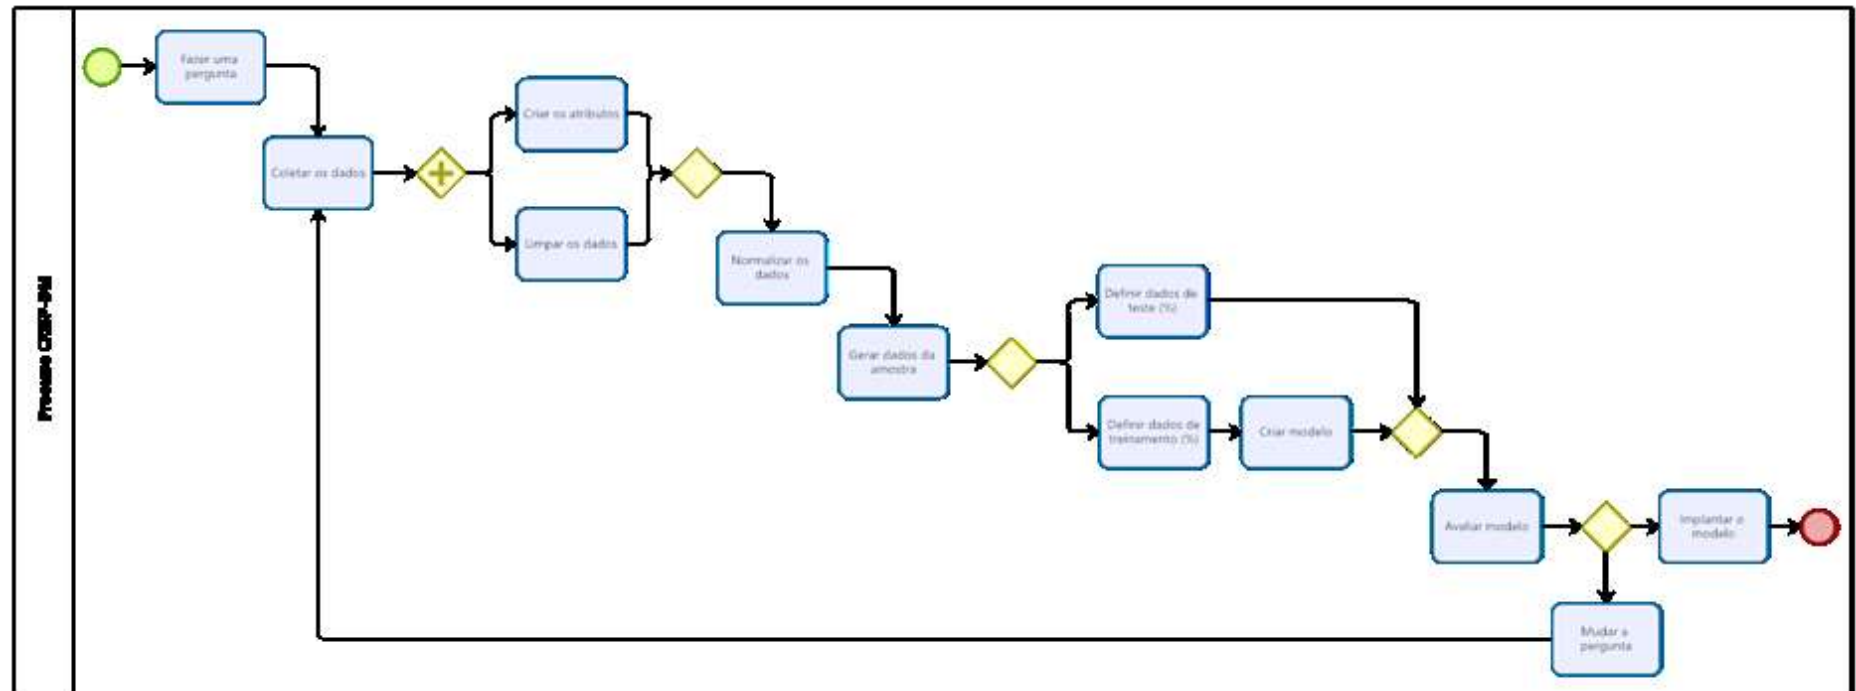 Processo CRISP-DM
Fazer uma
pergunta
Coletar os dados
Criar os atributos
Limpar os dados
Normalizar os
dados
Gerar dados da
amostra
Definir dados de
teste (%)
Definir dados de
treinamento (%)
Criar modelo
Avaliar modelo
Implantar o
modelo
Mudar a
pergunta